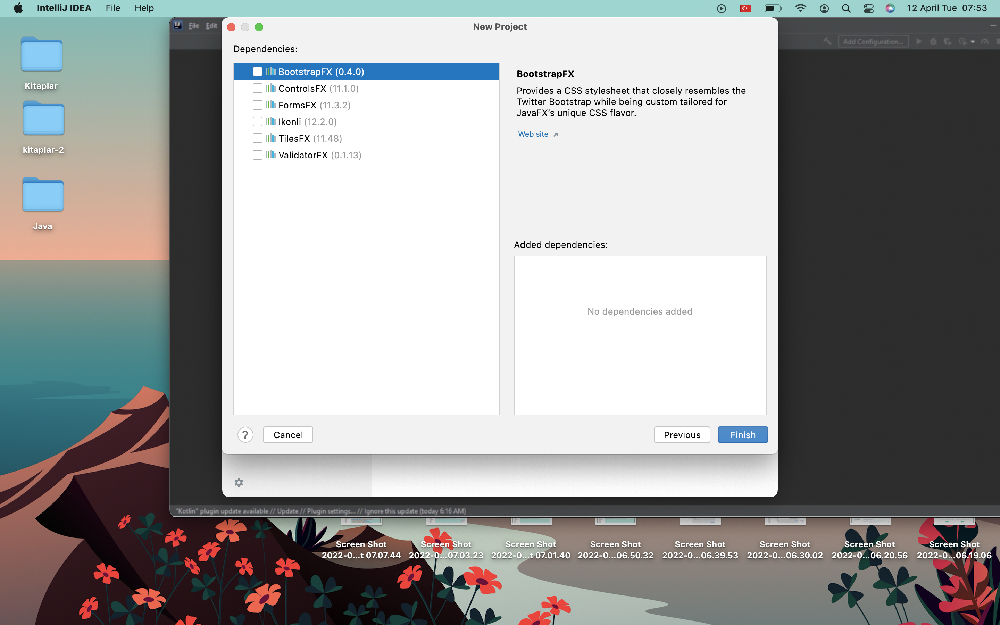 IntelliJ IDEA File Help
12 April Tue 07:53
Kitaplar
kitaplar-2
Java
File Edit
Add Configuration...
New Project
Dependencies:
BootstrapFX (0.4.0)
ControlsFX (11.1.0)
FormsFX (11.3.2)
Ikonli (12.2.0)
TilesFX (11.48)
ValidatorFX (0.1.13)
BootstrapFX
Provides a CSS stylesheet that closely resembles the
Twitter Bootstrap while being custom tailored for
JavaFX's unique CSS flavor.
Web site
Added dependencies:
No dependencies added
? Cancel Previous Finish
"Kotlin" plugin update available // Update // Plugin settings... // Ignore this update (today 6:16 AM)
Screen Shot
2022-0...t 07.07.44
Screen Shot
2022-0...07.03.23
Screen Shot
2022-0...t 07.01.40
Screen Shot
2022-0...06.50.32
Screen Shot
2022-0...06.39.53
Screen Shot
2022-0...06.30.02
Screen Shot
2022-0...06.20.56
Screen Shot
2022-0...06.19.06